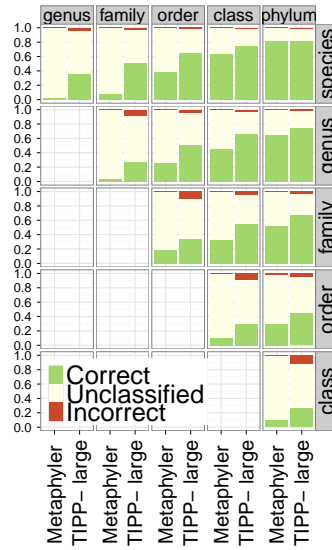 genus family order class phylum
1.0
0.8
0.6
0.4
0.2
0.0
species
1.0
0.8
0.6
0.4
0.2
0.0
genus
1.0
0.8
0.6
0.4
0.2
0.0
family
1.0
0.8
0.6
0.4
0.2
0.0
order
1.0
0.8
0.6
0.4
0.2
0.0
class
Correct
Unclassified
Incorrect
Metaphyler
TIPP– large
Metaphyler
TIPP– large
Metaphyler
TIPP– large
Metaphyler
TIPP– large
Metaphyler
TIPP– large